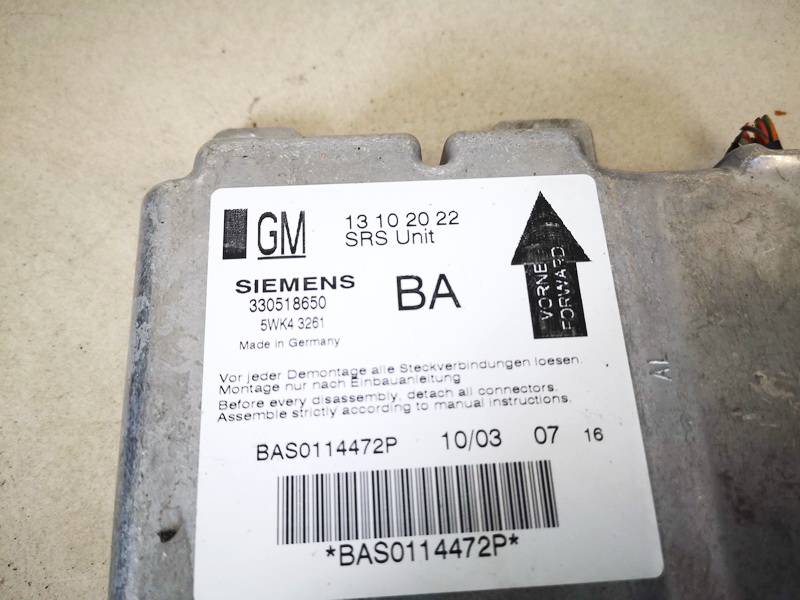 GM
13 10 20 22
SRS Unit
SIEMENS
330518650
BA
5WK4 3261
Made in Germany
VORNE
FORWARD
Vor jeder Demontage alle Steckverbindungen loesen.
Montage nur nach Einbauanleitung
Before every disassembly, detach all connectors.
Assemble strictly according to manual instructions.
BAS0114472P 10/03 07 16
*BAS0114472P*
AL